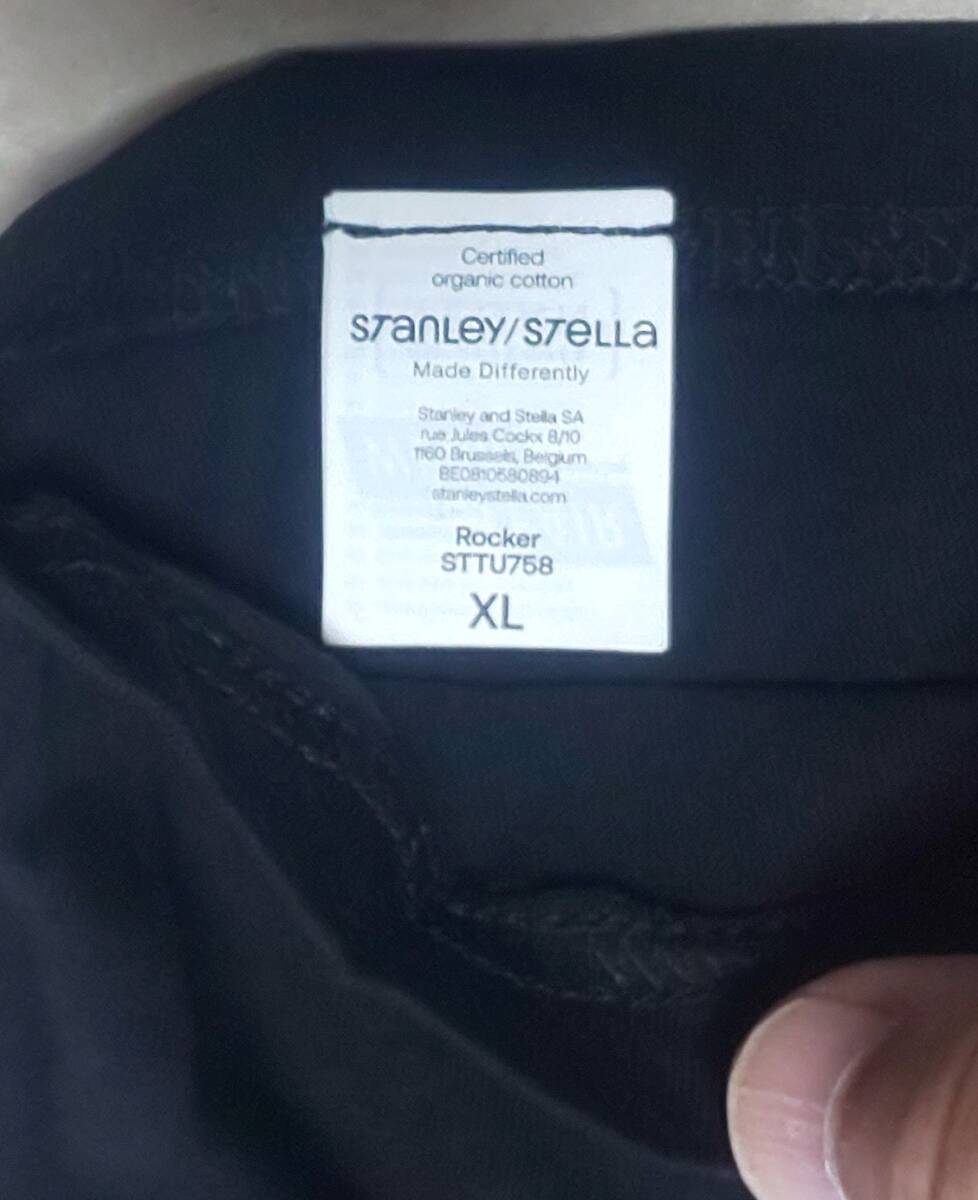 Certified
organic cotton
STANLEY/STELLA
Made Differently
Stanley and Stella SA
rue Jules Cockx 8/10
1160 Brussels, Belgium
BE0810580894
stanleystella.com
Rocker
STTU758
XL